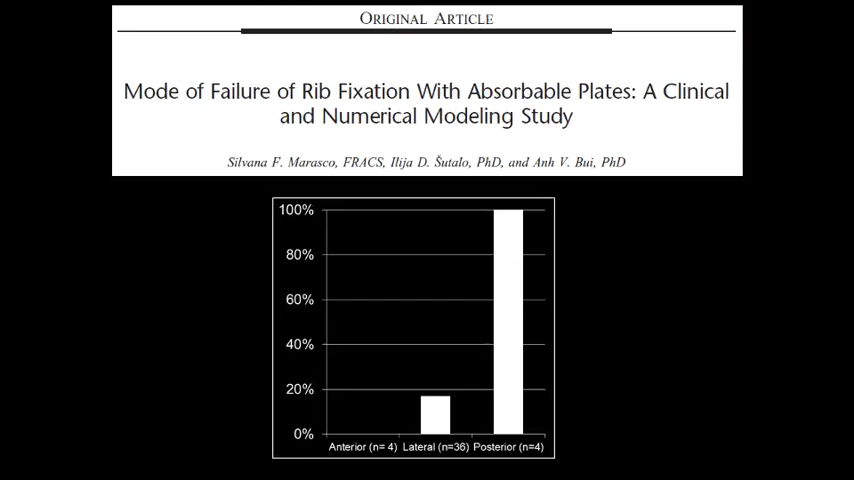 ORIGINAL ARTICLE
Mode of Failure of Rib Fixation With Absorbable Plates: A Clinical
and Numerical Modeling Study
Silvana F. Marasco, FRACS, Ilija D. Šutalo, PhD, and Anh V. Bui, PhD
100%
80%
60%
40%
20%
0%
Anterior (n= 4) Lateral (n=36) Posterior (n=4)